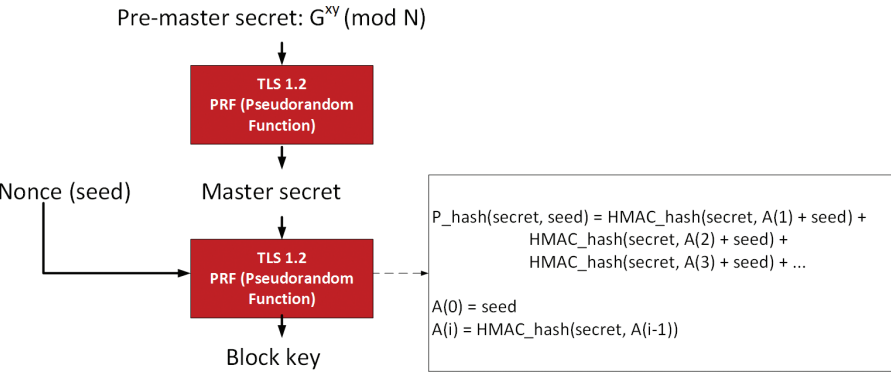 Pre-master secret: G^xy (mod N)
TLS 1.2
PRF (Pseudorandom
Function)
Nonce (seed)
Master secret
TLS 1.2
PRF (Pseudorandom
Function)
Block key
P_hash(secret, seed) = HMAC_hash(secret, A(1) + seed) +
HMAC_hash(secret, A(2) + seed) +
HMAC_hash(secret, A(3) + seed) + ...
A(0) = seed
A(i) = HMAC_hash(secret, A(i-1))